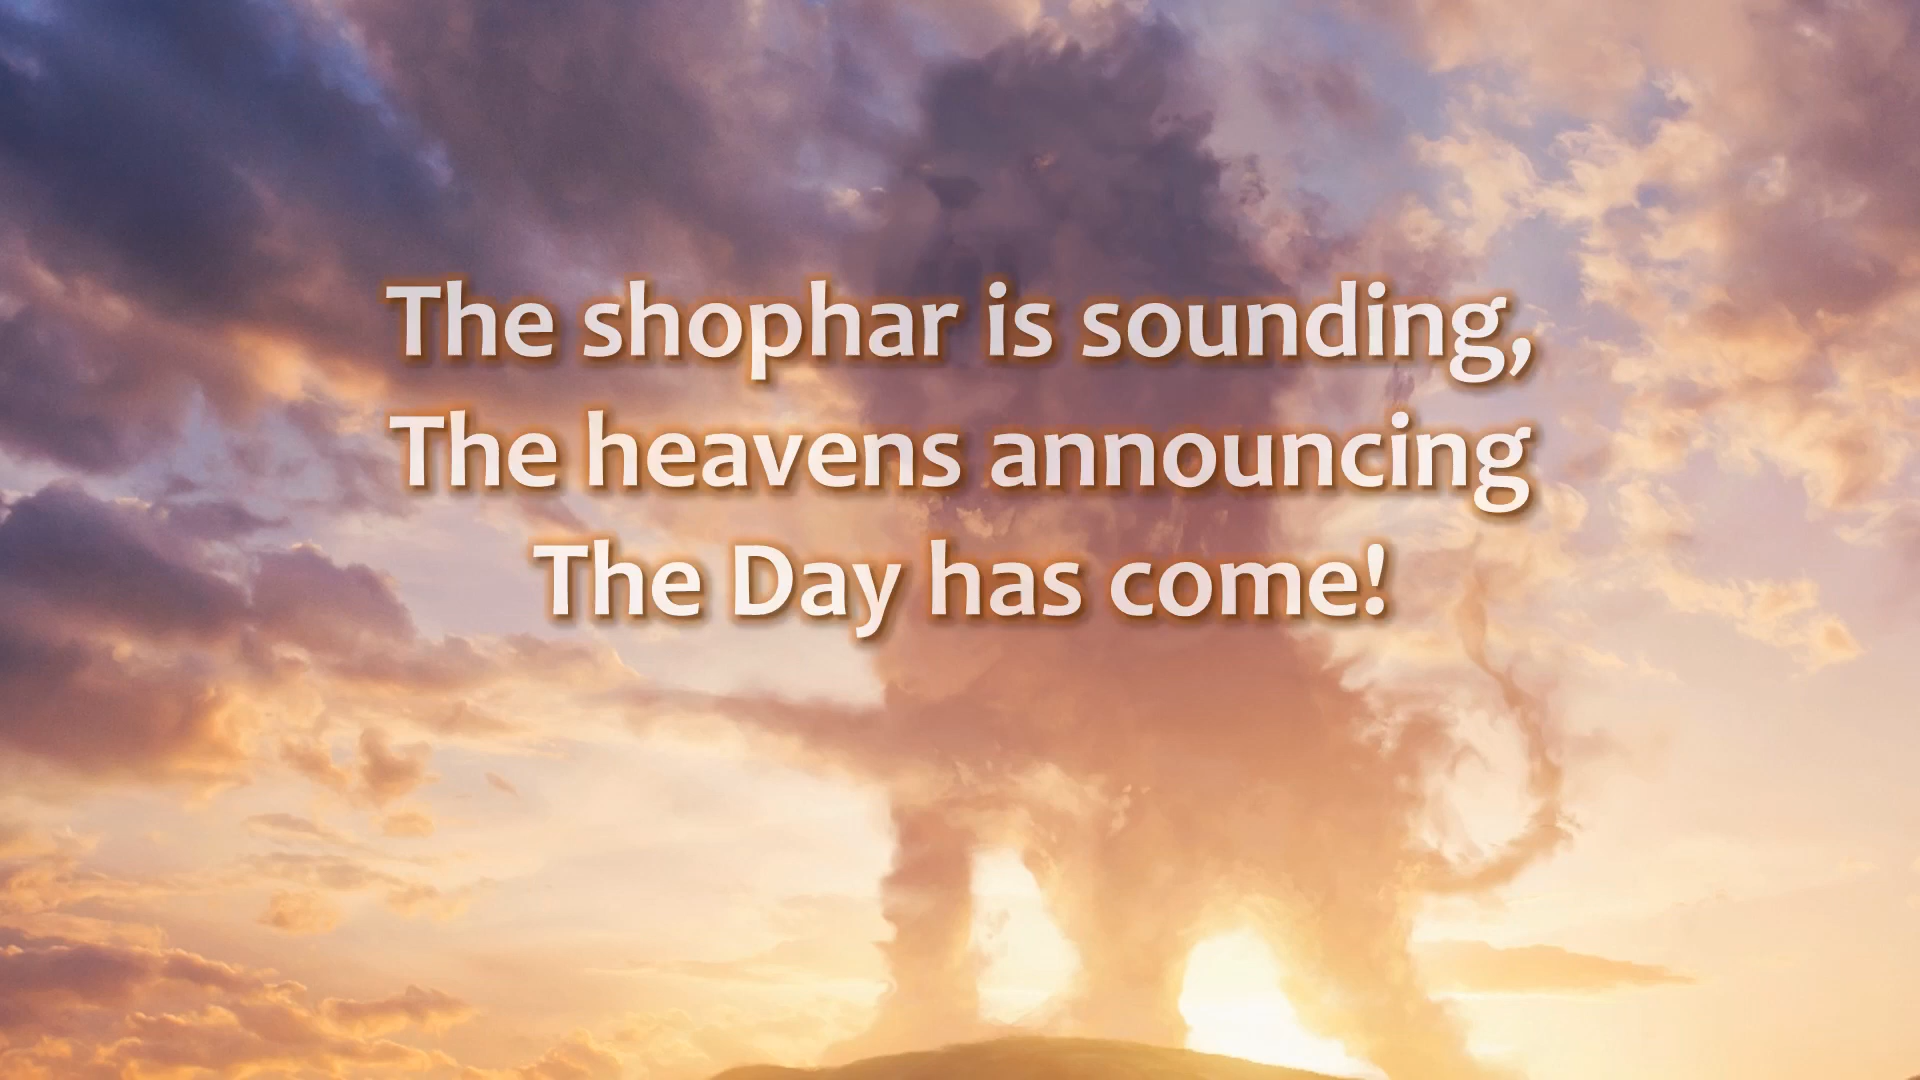 The shophar is sounding,
The heavens announcing
The Day has come!